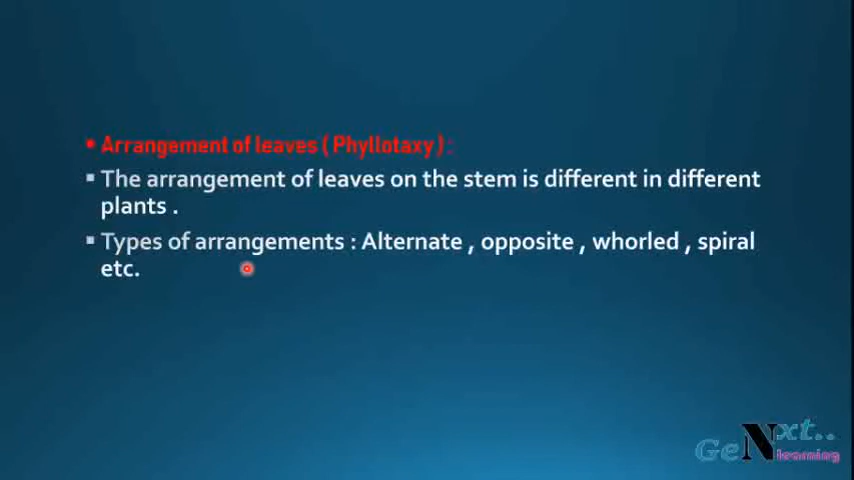 ▪ Arrangement of leaves ( Phyllotaxy ) :
▪ The arrangement of leaves on the stem is different in different
plants .
▪ Types of arrangements : Alternate , opposite , whorled , spiral
etc.
GeNxt..
learning